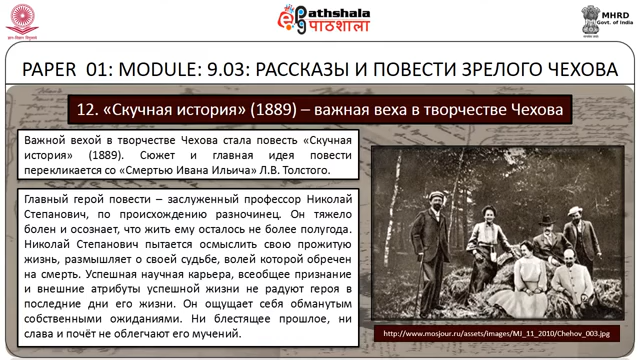 ePathshala
पाठशाला
MHRD
Govt. of India
PAPER 01: MODULE: 9.03: РАССКАЗЫ И ПОВЕСТИ ЗРЕЛОГО ЧЕХОВА
12. «Скучная история» (1889) – важная веха в творчестве Чехова
Важной вехой в творчестве Чехова стала повесть «Скучная
история» (1889). Сюжет и главная идея повести
перекликается со «Смертью Ивана Ильича» Л.В. Толстого.
Главный герой повести – заслуженный профессор Николай
Степанович, по происхождению разночинец. Он тяжело
болен и осознает, что жить ему осталось не более полугода.
Николай Степанович пытается осмыслить свою прожитую
жизнь, размышляет о своей судьбе, волей которой обречен
на смерть. Успешная научная карьера, всеобщее признание
и внешние атрибуты успешной жизни не радуют героя в
последние дни его жизни. Он ощущает себя обманутым
собственными ожиданиями. Ни блестящее прошлое, ни
слава и почёт не облегчают его мучений.
http://www.mosjour.ru/assets/images/MJ_11_2010/Chehov_003.jpg